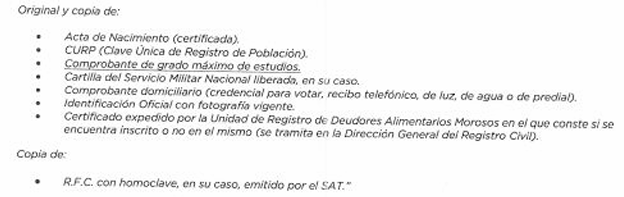 Original y copia de:
• Acta de Nacimiento (certificada).
• CURP (Clave Única de Registro de Población).
• Comprobante de grado máximo de estudios.
• Cartilla del Servicio Militar Nacional liberada, en su caso.
• Comprobante domiciliario (credencial para votar, recibo telefónico, de luz, de agua o de predial).
• Identificación Oficial con fotografía vigente.
• Certificado expedido por la Unidad de Registro de Deudores Alimentarios Morosos en el que conste si se
encuentra inscrito o no en el mismo (se tramita en la Dirección General del Registro Civil).
Copia de:
• R.F.C. con homoclave, en su caso, emitido por el SAT."